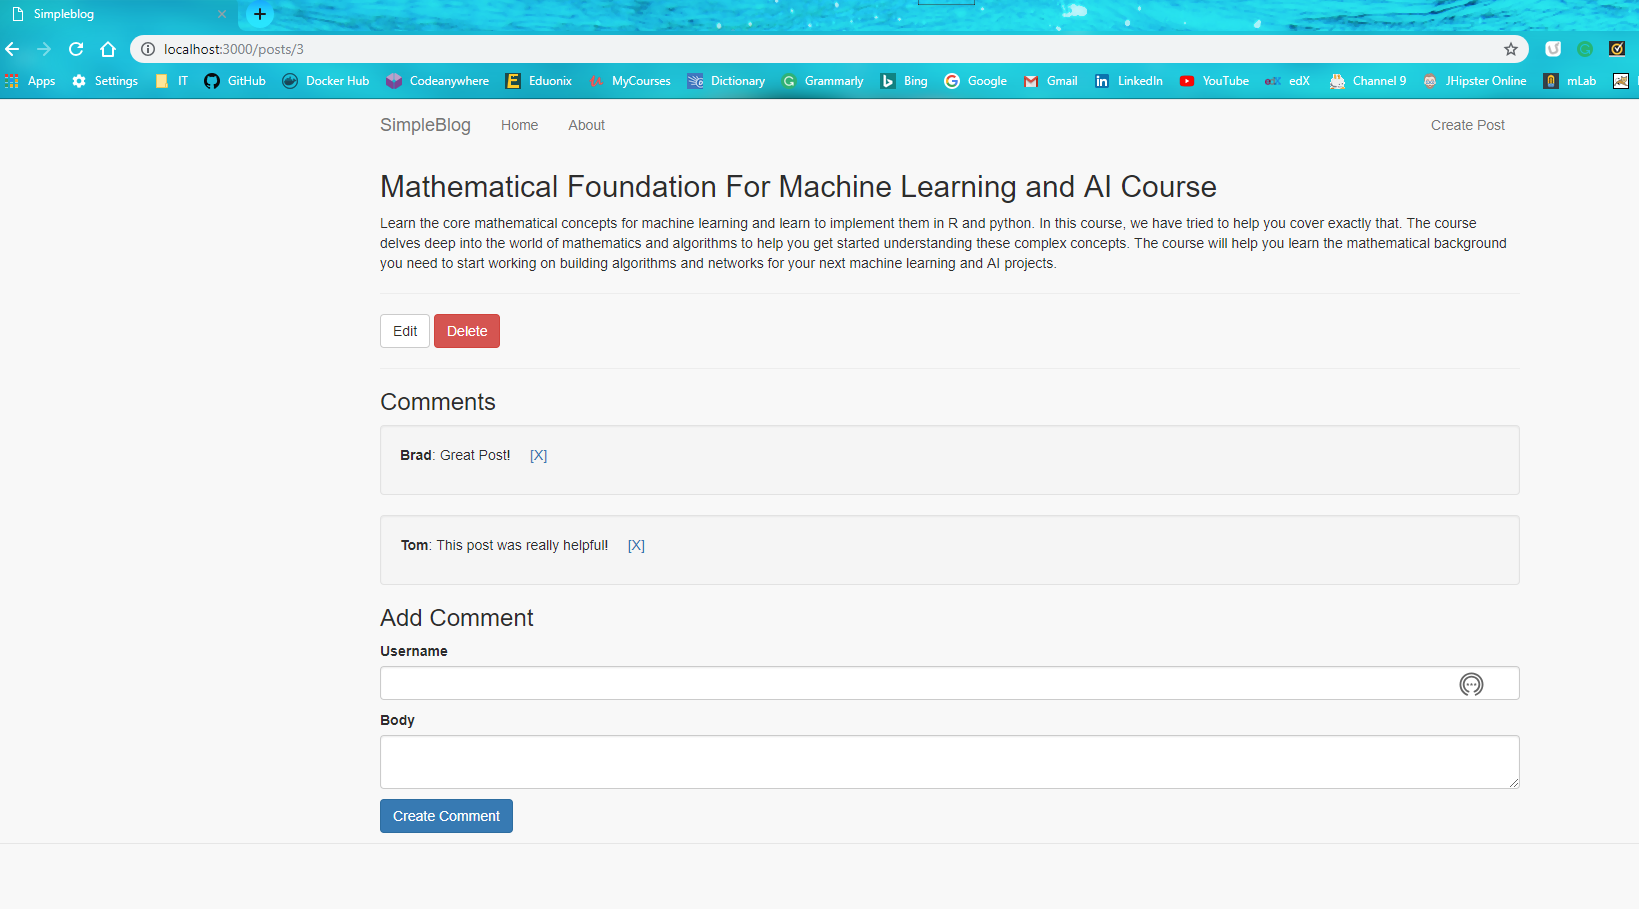 Simpleblog
localhost:3000/posts/3
Apps Settings IT GitHub Docker Hub Codeanywhere Eduonix MyCourses Dictionary Grammarly Bing Google Gmail LinkedIn YouTube edX Channel 9 JHipster Online mLab
SimpleBlog Home About Create Post
Mathematical Foundation For Machine Learning and AI Course
Learn the core mathematical concepts for machine learning and learn to implement them in R and python. In this course, we have tried to help you cover exactly that. The course
delves deep into the world of mathematics and algorithms to help you get started understanding these complex concepts. The course will help you learn the mathematical background
you need to start working on building algorithms and networks for your next machine learning and AI projects.
Edit Delete
Comments
Brad: Great Post! [X]
Tom: This post was really helpful! [X]
Add Comment
Username
Body
Create Comment